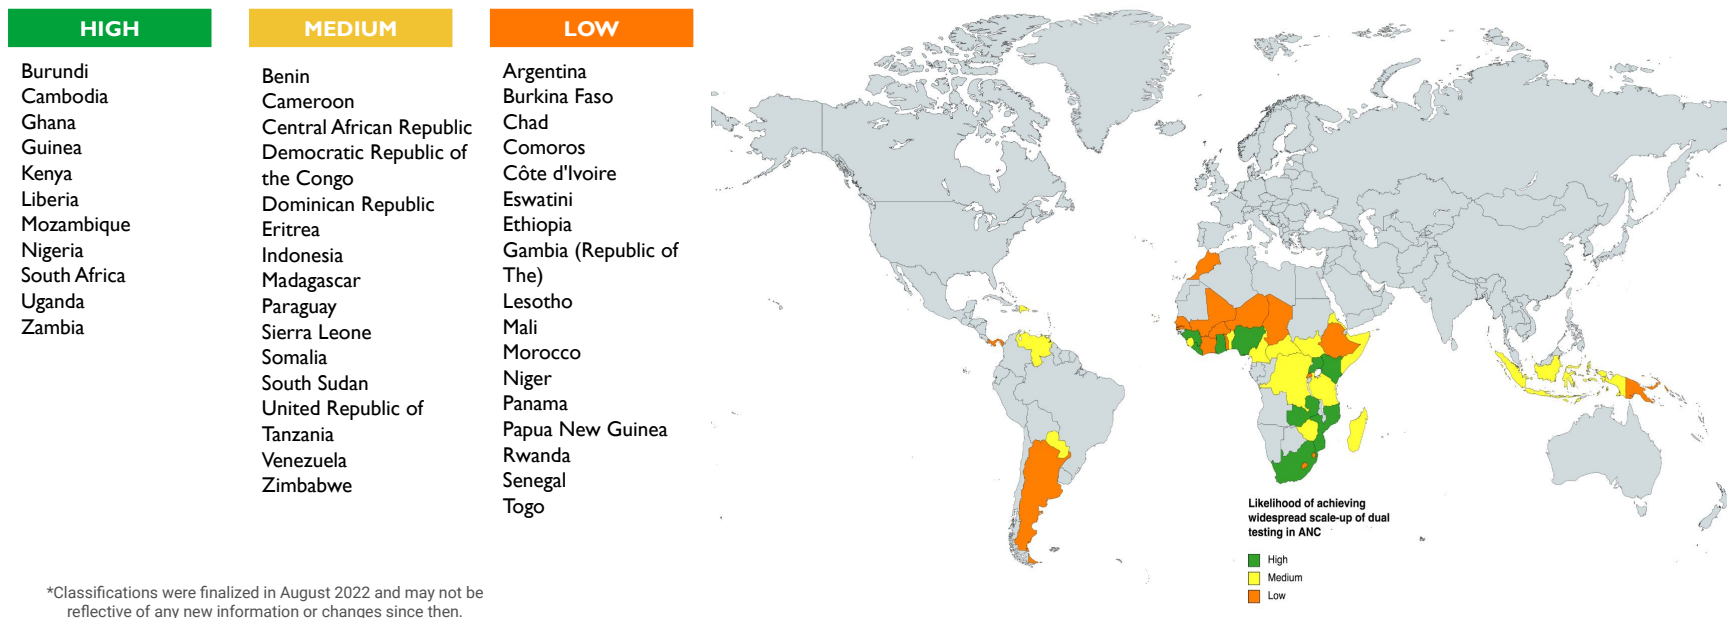 HIGH
Burundi
Cambodia
Ghana
Guinea
Kenya
Liberia
Mozambique
Nigeria
South Africa
Uganda
Zambia
MEDIUM
Benin
Cameroon
Central African Republic
Democratic Republic of
the Congo
Dominican Republic
Eritrea
Indonesia
Madagascar
Paraguay
Sierra Leone
Somalia
South Sudan
United Republic of
Tanzania
Venezuela
Zimbabwe
LOW
Argentina
Burkina Faso
Chad
Comoros
Côte d'Ivoire
Eswatini
Ethiopia
Gambia (Republic of
The)
Lesotho
Mali
Morocco
Niger
Panama
Papua New Guinea
Rwanda
Senegal
Togo
*Classifications were finalized in August 2022 and may not be
reflective of any new information or changes since then.
Likelihood of achieving
widespread scale-up of dual
testing in ANC
High
Medium
Low